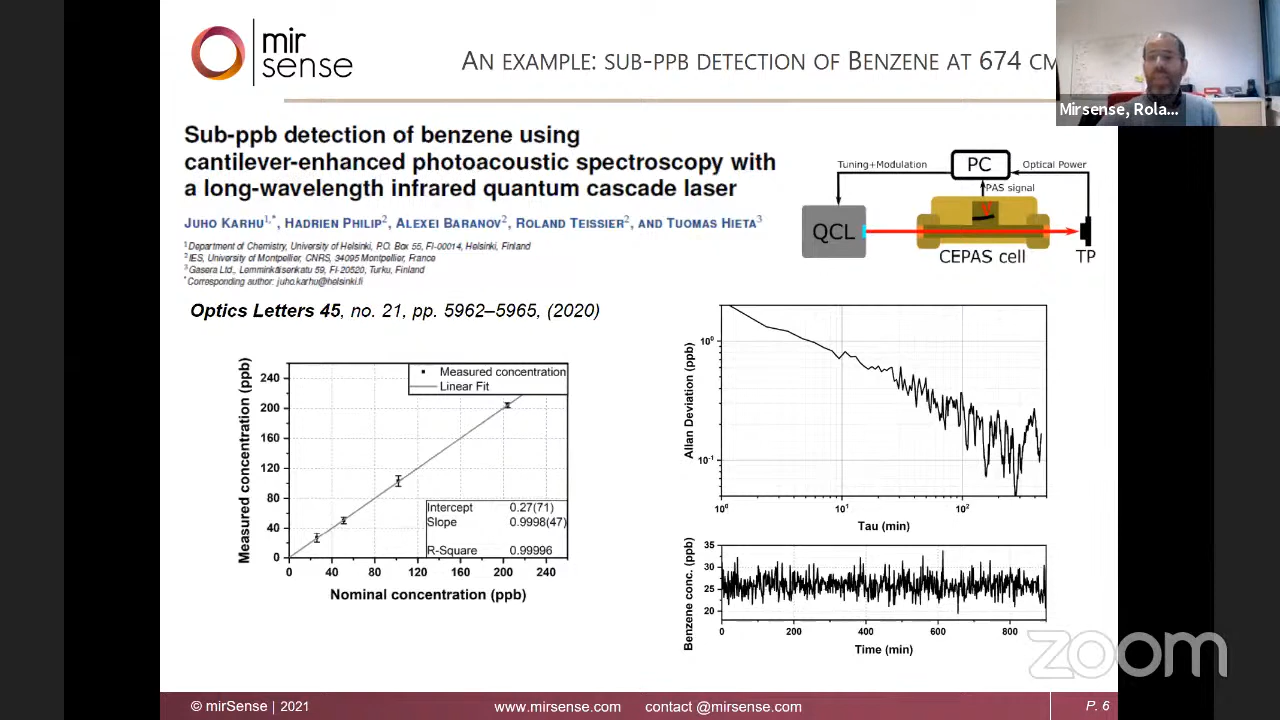 mir
sense
AN EXAMPLE: SUB-PPB DETECTION OF BENZENE AT 674 CM
Mirsense, Rola...
Sub-ppb detection of benzene using
cantilever-enhanced photoacoustic spectroscopy with
a long-wavelength infrared quantum cascade laser
JUHO KARHU1,*, HADRIEN PHILIP2, ALEXEI BARANOV2, ROLAND TEISSIER2, AND TUOMAS HIETA3
1Department of Chemistry, University of Helsinki, P.O. Box 55, FI-00014, Helsinki, Finland
2IES, University of Montpellier, CNRS, 34095 Montpellier, France
3Gasera Ltd., Lemminkäisenkatu 59, FI-20520, Turku, Finland
*Corresponding author: juho.karhu@helsinki.fi
Optics Letters 45, no. 21, pp. 5962–5965, (2020)
Tuning+Modulation
PC
Optical Power
PAS signal
QCL
CEPAS cell
TP
Measured concentration (ppb)
240
200
160
120
80
40
0
Measured concentration
Linear Fit
Intercept 0.27(71)
Slope 0.9998(47)
R-Square 0.99996
0 40 80 120 160 200 240
Nominal concentration (ppb)
Allan Deviation (ppb)
10^0
10^-1
10^0 10^1 10^2
Tau (min)
Benzene conc. (ppb)
35
30
25
20
0 200 400 600 800
Time (min)
zoom
© mirSense | 2021
www.mirsense.com contact @mirsense.com
P. 6